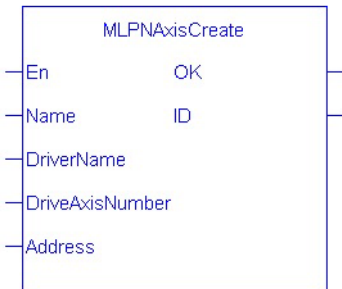 MLPNAxisCreate
En OK
Name ID
DriverName
DriveAxisNumber
Address